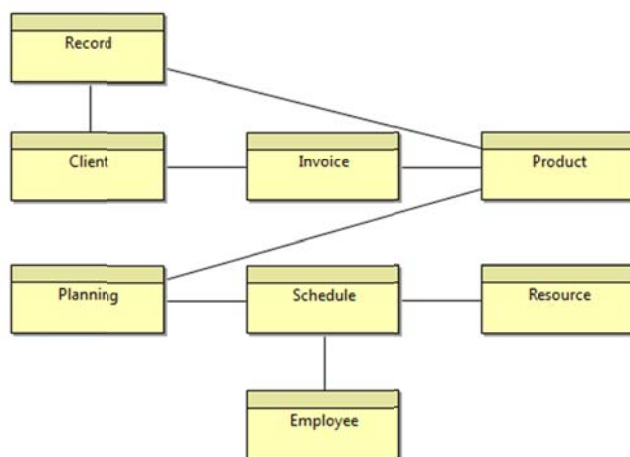 Record
Client
Invoice
Product
Planning
Schedule
Resource
Employee